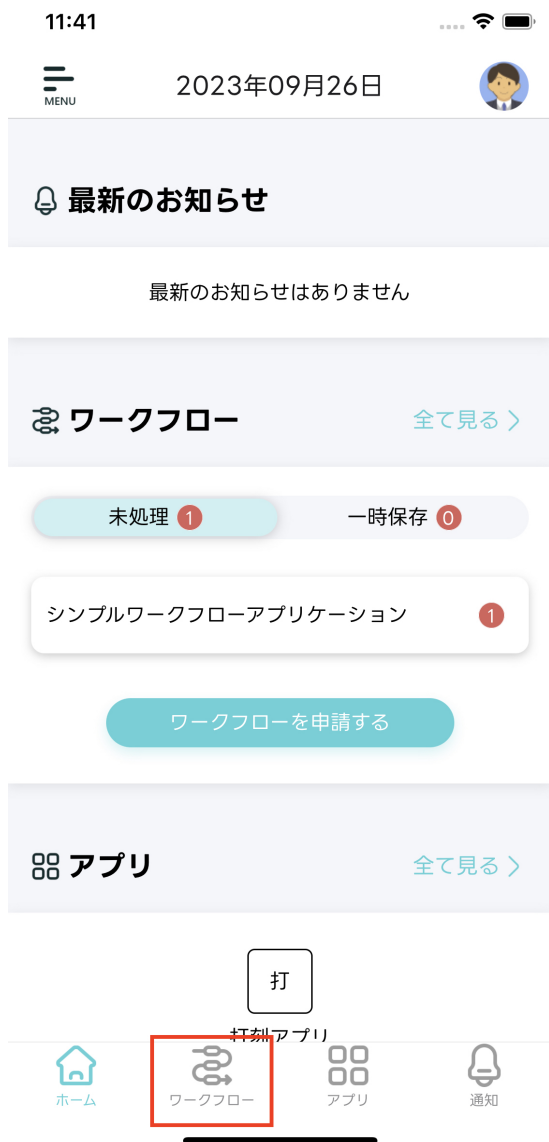 11:41
MENU
2023年09月26日
最新のお知らせ
最新のお知らせはありません
ワークフロー 全て見る
未処理 1 一時保存 0
シンプルワークフローアプリケーション 1
ワークフローを申請する
アプリ 全て見る
打
打刻アプリ
ホーム ワークフロー アプリ 通知